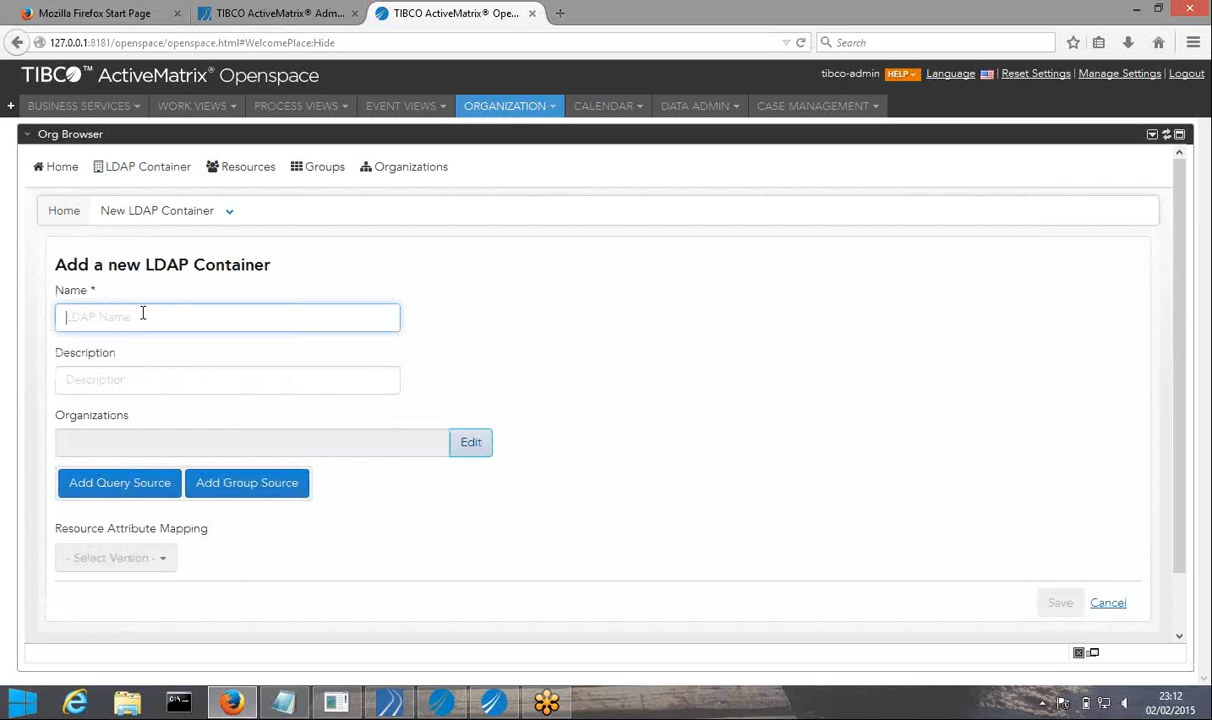 Mozilla Firefox Start Page × TIBCO ActiveMatrix® Adm... × TIBCO ActiveMatrix® Ope... × +
127.0.0.1:8181/openspace/openspace.html#WelcomePlace:Hide Search
TIBCO™ ActiveMatrix® Openspace tibco-admin HELP Language Reset Settings Manage Settings Logout
+ BUSINESS SERVICES WORK VIEWS PROCESS VIEWS EVENT VIEWS ORGANIZATION CALENDAR DATA ADMIN CASE MANAGEMENT
Org Browser
Home LDAP Container Resources Groups Organizations
Home New LDAP Container
Add a new LDAP Container
Name *
LDAP Name
Description
Description
Organizations
Edit
Add Query Source Add Group Source
Resource Attribute Mapping
- Select Version -
Save Cancel
23:12
02/02/2015